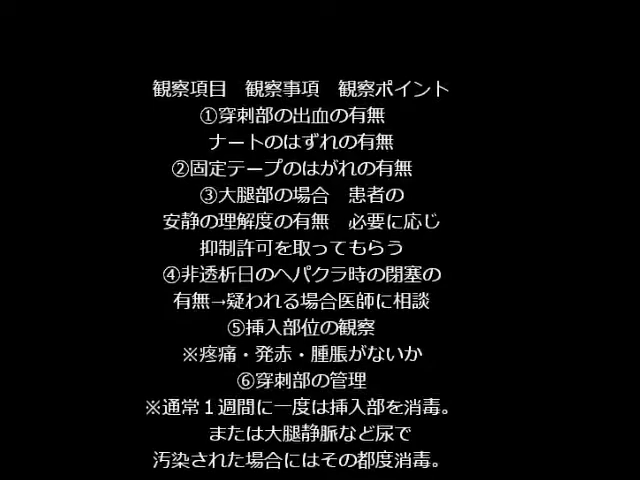 観察項目　観察事項　観察ポイント
①穿刺部の出血の有無
ナートのはずれの有無
②固定テープのはがれの有無
③大腿部の場合　患者の
安静の理解度の有無　必要に応じ
抑制許可を取ってもらう
④非透析日のヘパクラ時の閉塞の
有無→疑われる場合医師に相談
⑤挿入部位の観察
※疼痛・発赤・腫脹がないか
⑥穿刺部の管理
※通常１週間に一度は挿入部を消毒。
または大腿静脈など尿で
汚染された場合にはその都度消毒。